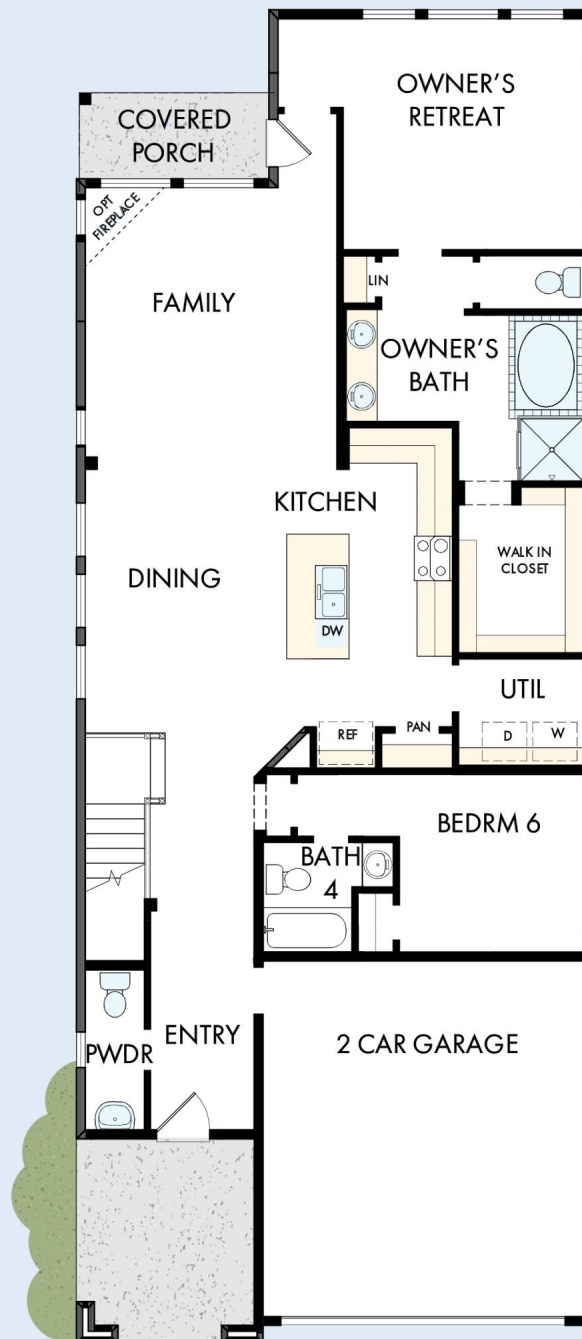 OWNER'S
RETREAT
COVERED
PORCH
OPT
FIREPLACE
LIN
FAMILY
OWNER'S
BATH
KITCHEN
WALK IN
CLOSET
DINING
DW
UTIL
REF
PAN
D
W
BEDRM 6
BATH
4
ENTRY
2 CAR GARAGE
PWDR